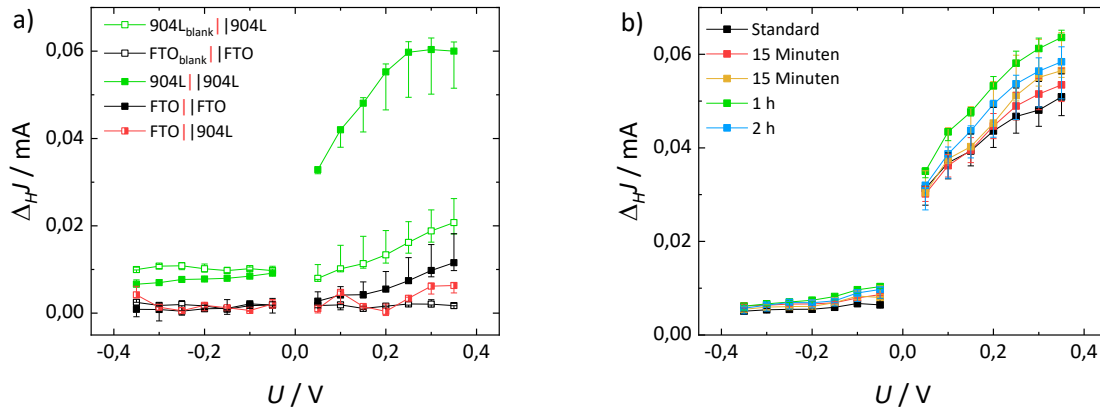 a)
904L_blank | | 904L
FTO_blank | | FTO
904L | | 904L
FTO | | FTO
FTO | | 904L
0,06
0,04
0,02
0,00
Δ_H J / mA
-0,4
-0,2
0,0
0,2
0,4
U / V
b)
Standard
15 Minuten
15 Minuten
1 h
2 h
0,06
0,04
0,02
0,00
Δ_H J / mA
-0,4
-0,2
0,0
0,2
0,4
U / V